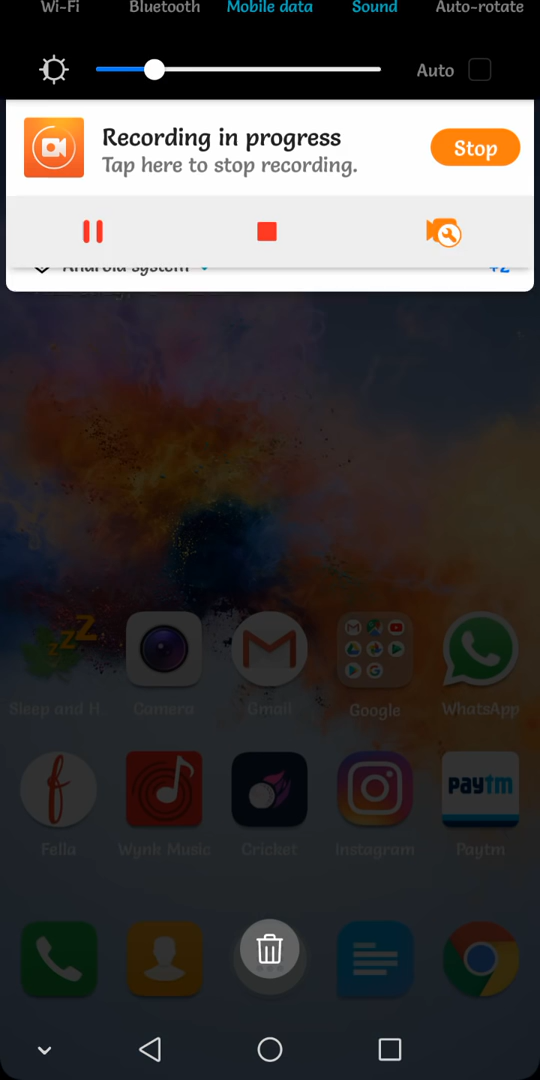 Wi-Fi Bluetooth Mobile data Sound Auto-rotate
Auto
Recording in progress
Tap here to stop recording.
Stop
Android system +2
Sleep and H Camera Gmail Google WhatsApp
paytm
Fella Wynk Music Cricket Instagram Paytm